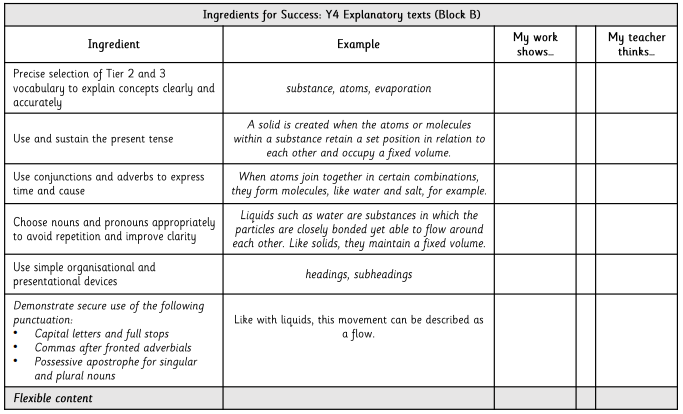 Ingredients for Success: Y4 Explanatory texts (Block B)
Ingredient
Example
My work
shows…
My teacher
thinks…
Precise selection of Tier 2 and 3
vocabulary to explain concepts clearly and
accurately
substance, atoms, evaporation
Use and sustain the present tense
A solid is created when the atoms or molecules
within a substance retain a set position in relation to
each other and occupy a fixed volume.
Use conjunctions and adverbs to express
time and cause
When atoms join together in certain combinations,
they form molecules, like water and salt, for example.
Choose nouns and pronouns appropriately
to avoid repetition and improve clarity
Liquids such as water are substances in which the
particles are closely bonded yet able to flow around
each other. Like solids, they maintain a fixed volume.
Use simple organisational and
presentational devices
headings, subheadings
Demonstrate secure use of the following
punctuation:
• Capital letters and full stops
• Commas after fronted adverbials
• Possessive apostrophe for singular
and plural nouns
Like with liquids, this movement can be described as
a flow.
Flexible content